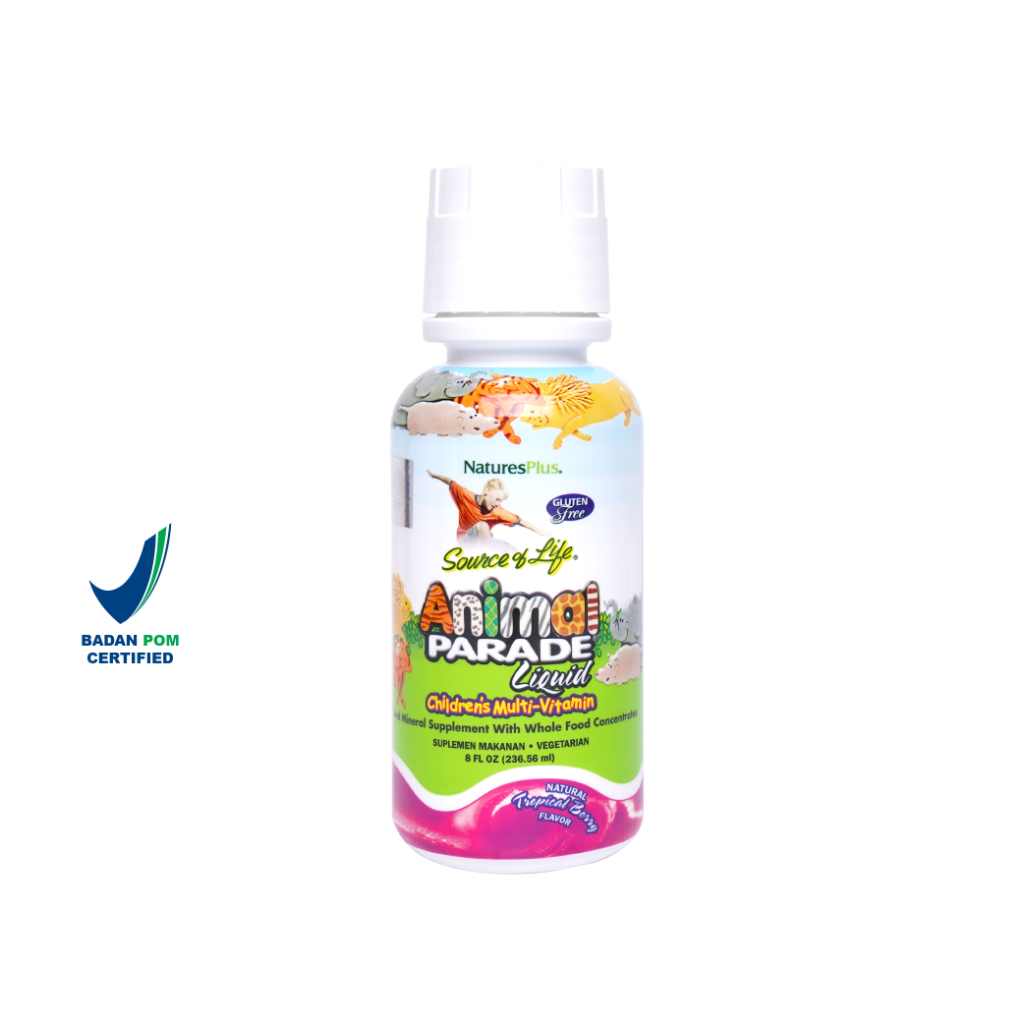 NaturesPlus®
GLUTEN
Free
Source of Life®
Animal
PARADE
Liquid
Children's Multi-Vitamin
Mineral Supplement With Whole Food Concentrates
SUPLEMEN MAKANAN • VEGETARIAN
8 FL OZ (236.56 ml)
NATURAL
Tropical Berry
FLAVOR
BADAN POM
CERTIFIED